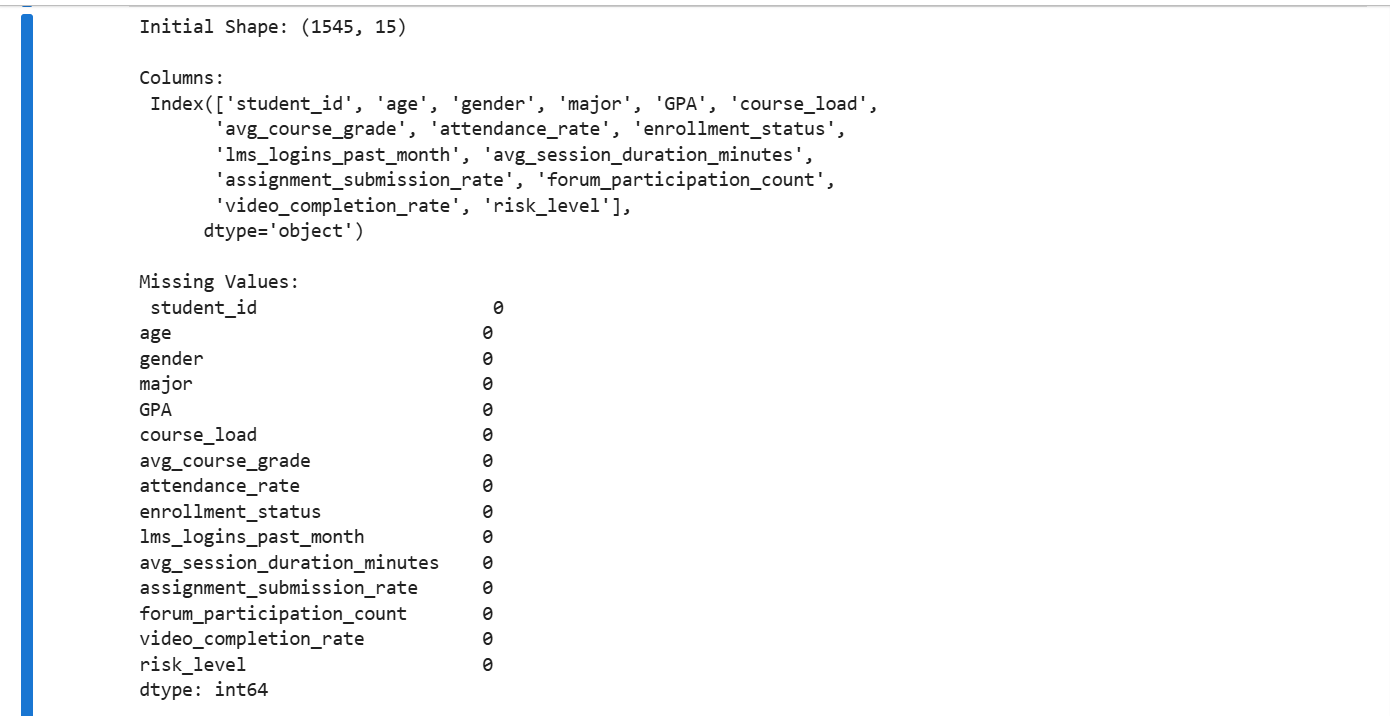 Initial Shape: (1545, 15)
Columns:
 Index(['student_id', 'age', 'gender', 'major', 'GPA', 'course_load',
       'avg_course_grade', 'attendance_rate', 'enrollment_status',
       'lms_logins_past_month', 'avg_session_duration_minutes',
       'assignment_submission_rate', 'forum_participation_count',
       'video_completion_rate', 'risk_level'],
      dtype='object')
Missing Values:
 student_id                      0
age                             0
gender                          0
major                           0
GPA                             0
course_load                     0
avg_course_grade                0
attendance_rate                 0
enrollment_status               0
lms_logins_past_month           0
avg_session_duration_minutes    0
assignment_submission_rate      0
forum_participation_count       0
video_completion_rate           0
risk_level                      0
dtype: int64